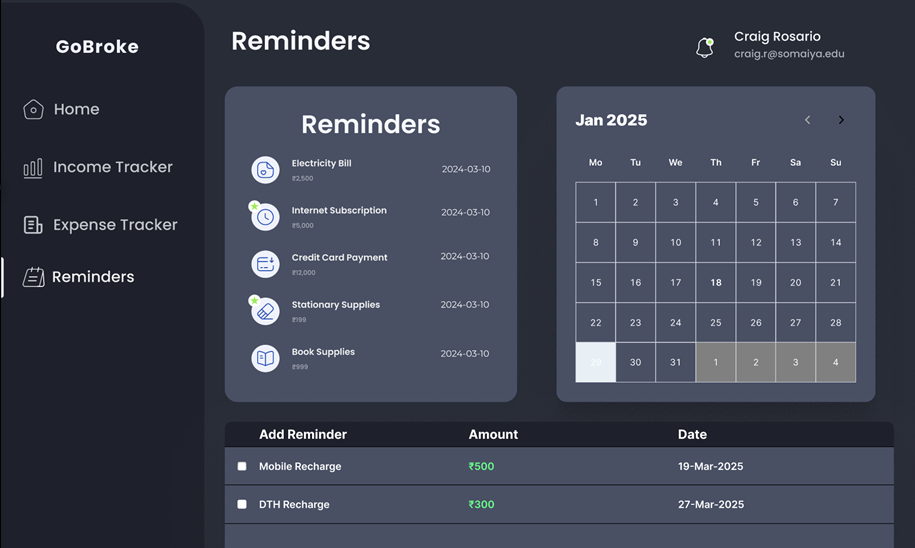 GoBroke
Home
Income Tracker
Expense Tracker
Reminders
Reminders
Craig Rosario
craig.r@somaiya.edu
Reminders
Electricity Bill
₹2,500
2024-03-10
Internet Subscription
₹5,000
2024-03-10
Credit Card Payment
₹12,000
2024-03-10
Stationary Supplies
₹199
2024-03-10
Book Supplies
₹999
2024-03-10
Jan 2025
Mo Tu We Th Fr Sa Su
1 2 3 4 5 6 7
8 9 10 11 12 13 14
15 16 17 18 19 20 21
22 23 24 25 26 27 28
29 30 31 1 2 3 4
Add Reminder Amount Date
Mobile Recharge ₹500 19-Mar-2025
DTH Recharge ₹300 27-Mar-2025